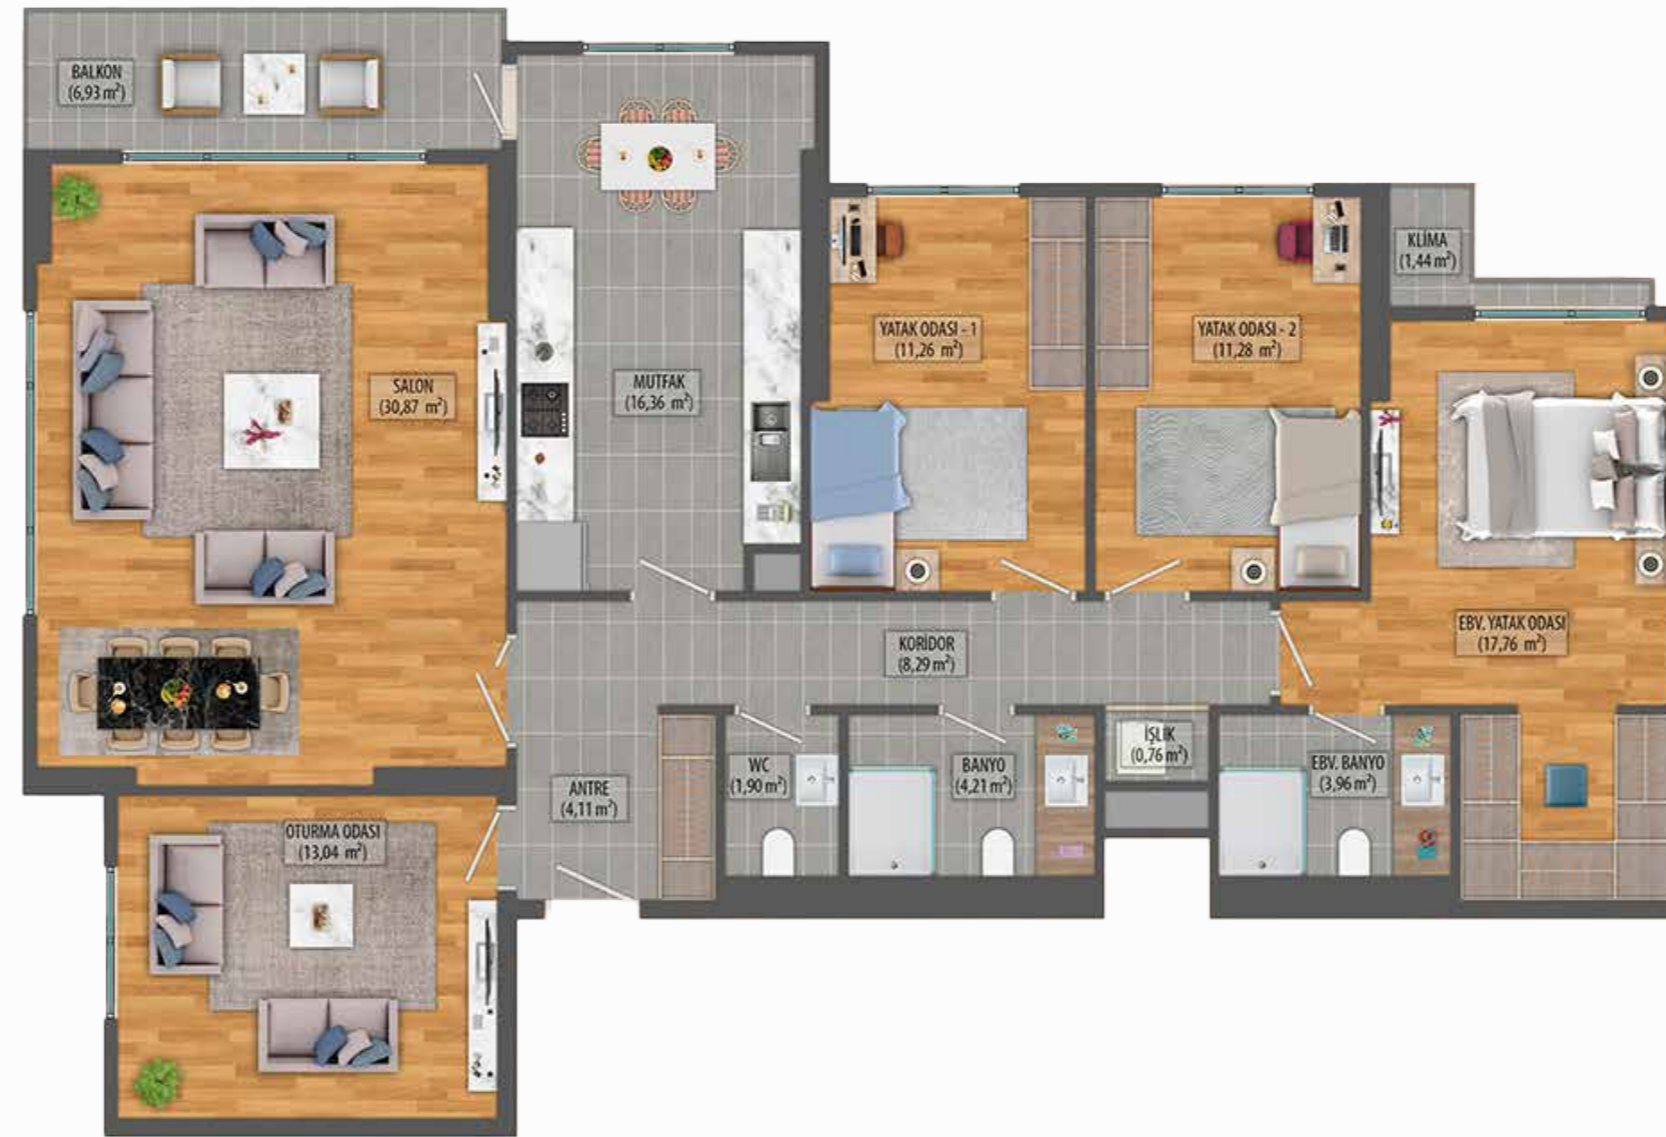 BALKON
(6,93 m²)
KLİMA
(1,44 m²)
YATAK ODASI - 1
(11,26 m²)
YATAK ODASI - 2
(11,28 m²)
SALON
(30,87 m²)
MUTFAK
(16,36 m²)
EBV. YATAK ODASI
(17,76 m²)
KORİDOR
(8,29 m²)
ANTRE
(4,11 m²)
WC
(1,90 m²)
BANYO
(4,21 m²)
İŞLİK
(0,76 m²)
EBV. BANYO
(3,96 m²)
OTURMA ODASI
(13,04 m²)